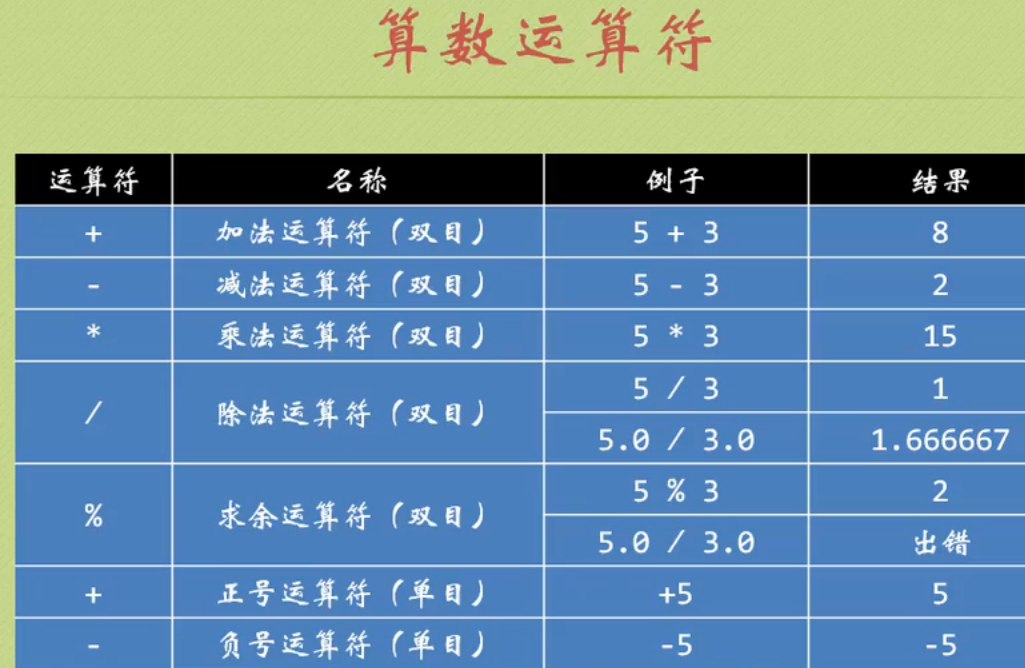 算数运算符
运算符 名称 例子 结果
+ 加法运算符（双目） 5 + 3 8
- 减法运算符（双目） 5 - 3 2
* 乘法运算符（双目） 5 * 3 15
/ 除法运算符（双目） 5 / 3 1
5.0 / 3.0 1.666667
% 求余运算符（双目） 5 % 3 2
5.0 / 3.0 出错
+ 正号运算符（单目） +5 5
- 负号运算符（单目） -5 -5